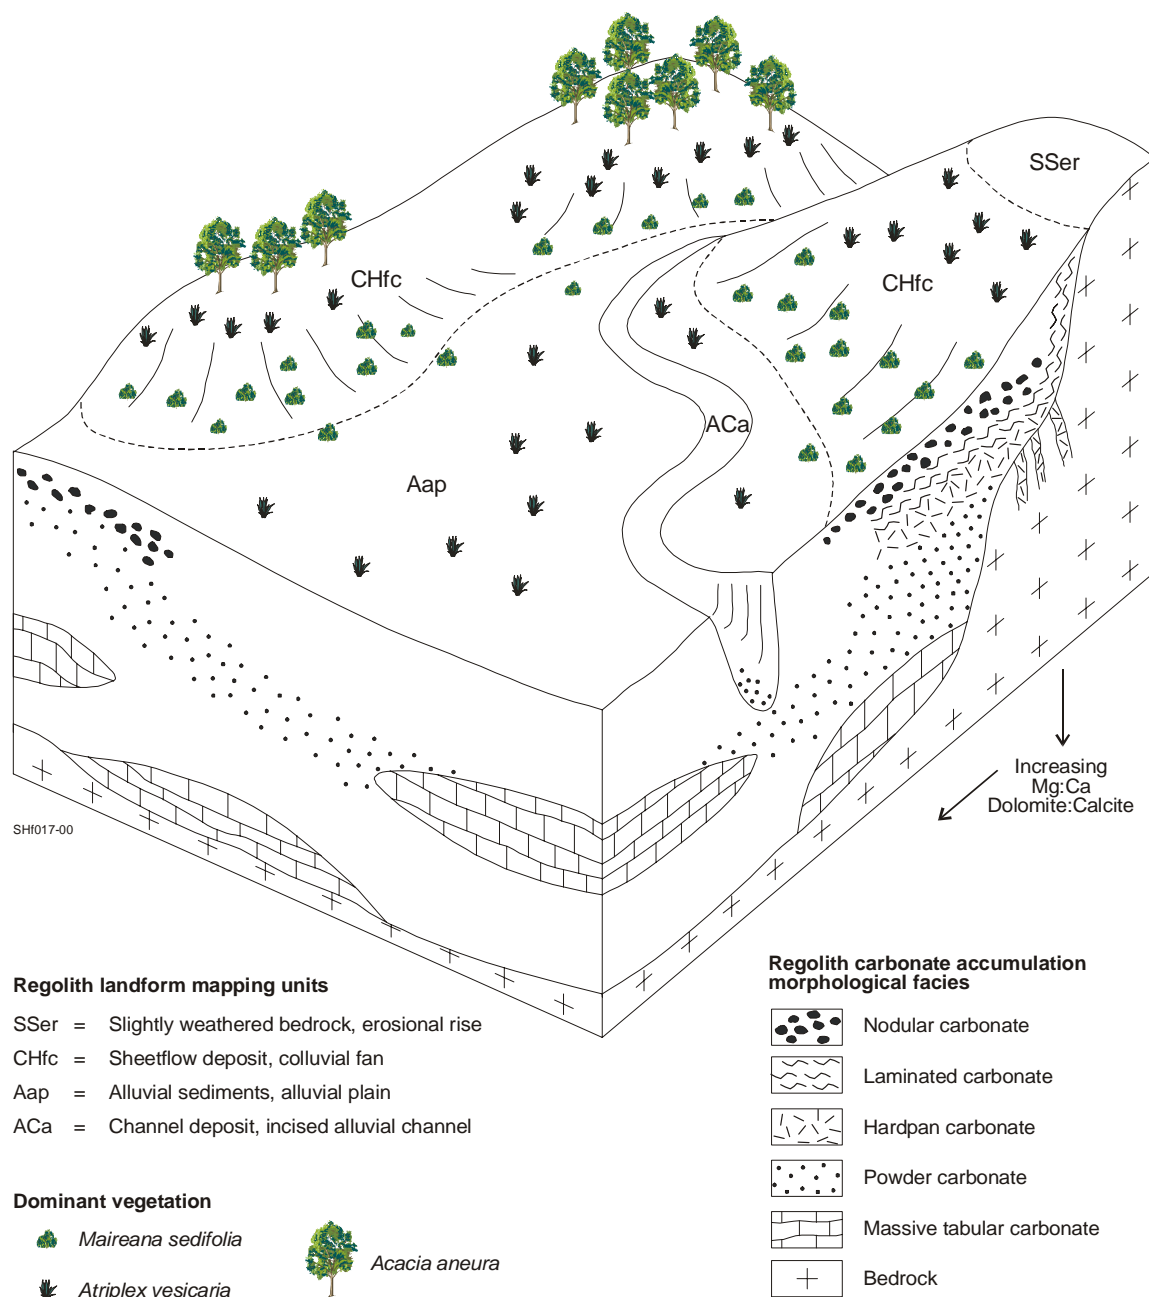 SSer
CHfc
CHfc
ACa
Aap
Increasing
Mg:Ca
Dolomite:Calcite
SHf017-00
Regolith landform mapping units
SSer = Slightly weathered bedrock, erosional rise
CHfc = Sheetflow deposit, colluvial fan
Aap = Alluvial sediments, alluvial plain
ACa = Channel deposit, incised alluvial channel
Dominant vegetation
Maireana sedifolia
Atriplex vesicaria
Acacia aneura
Regolith carbonate accumulation
morphological facies
Nodular carbonate
Laminated carbonate
Hardpan carbonate
Powder carbonate
Massive tabular carbonate
Bedrock